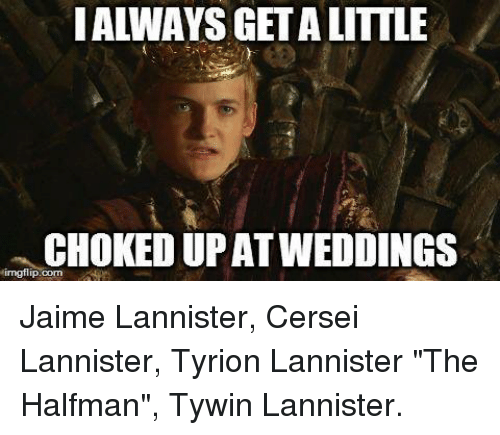 I ALWAYS GET A LITTLE
CHOKED UP AT WEDDINGS
imgflip.com
Jaime Lannister, Cersei
Lannister, Tyrion Lannister "The
Halfman", Tywin Lannister.